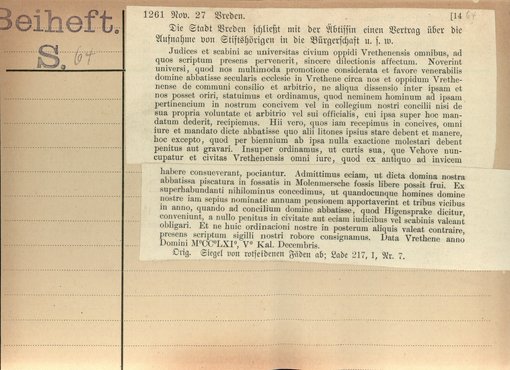 Beiheft.
S. 64
1261 Nov. 27 Vreden. [14 64
Die Stadt Vreden schließt mit der Äbtissin einen Vertrag über die
Aufnahme von Stiftshörigen in die Bürgerschaft u. s. w.
Judices et scabini ac universitas civium oppidi Vrethenensis omnibus, ad
quos scriptum presens pervenerit, sincere dilectionis affectum. Noverint
universi, quod nos multimoda promotione considerata et favore venerabilis
domine abbatisse secularis ecclesie in Vrethene circa nos et oppidum Vrethe-
nense de communi consilio et arbitrio, ne aliqua dissensio inter ipsam et
nos posset oriri, statuimus et ordinamus, quod neminem hominum ad ipsam
pertinencium in nostrum concivem vel in collegium nostri concilii nisi de
sua propria voluntate et arbitrio vel sui officialis, cui ipsa super hoc man-
datum dederit, recipiemus. Hii vero, quos iam recepimus in concives, omni
iure et mandato dicte abbatisse quo alii litones ipsius stare debent et manere,
hoc excepto, quod per biennium ab ipsa nulla exactione molestari debent
penitus aut gravari. Insuper ordinamus, ut curtis sua, que Vehove nun-
cupatur et civitas Vrethenensis omni iure, quod ex antiquo ad invicem
habere consueverant, pociantur. Admittimus eciam, ut dicta domina nostra
abbatissa piscatura in fossatis in Molenmersche fossis libere possit frui. Ex
superhabundanti nihilominus concedimus, ut quandocunque homines domine
nostre iam sepius nominate annuam pensionem apportaverint et tribus vicibus
in anno, quando ad concilium domine abbatisse, quod Higensprake dicitur,
conveniunt, a nullo penitus in civitate aut eciam iudicibus vel scabinis valeant
obligari. Et ne huic ordinacioni nostre in posterum aliquis valeat contraire,
presens scriptum sigilli nostri robore consignamus. Data Vrethene anno
Domini MºCCºLXIº, Vº Kal. Decembris.
Orig. Siegel von rotseidenen Fäden ab; Lade 217, 1, Nr. 7.